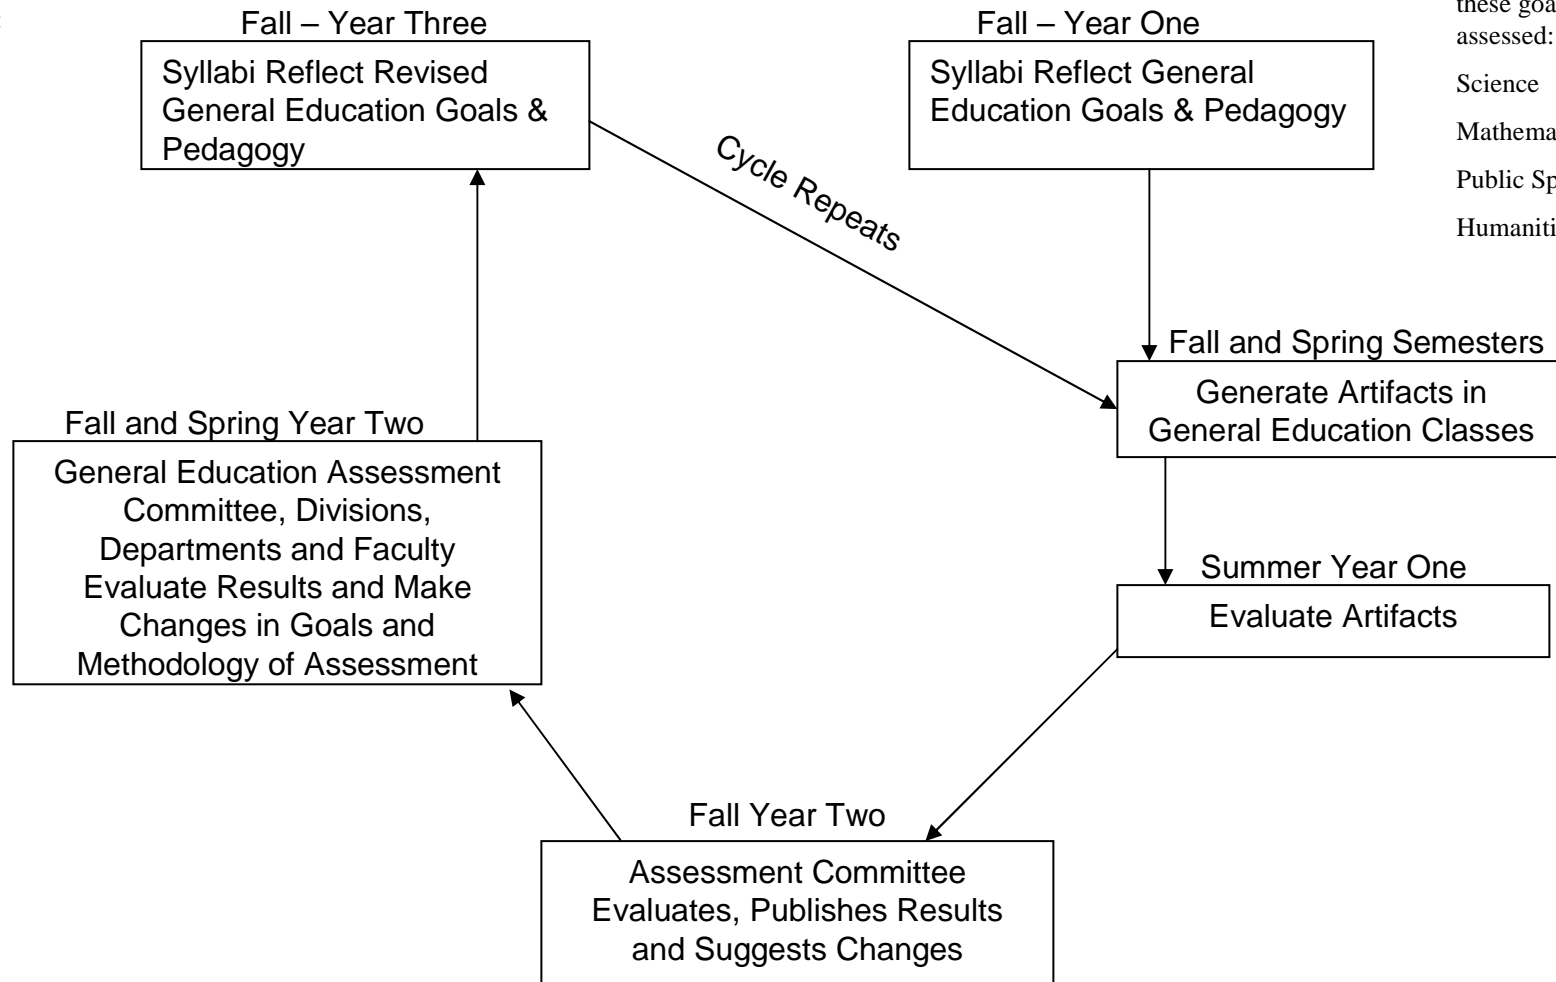 Fall – Year Three
Syllabi Reflect Revised
General Education Goals &
Pedagogy
Cycle Repeats
Fall – Year One
Syllabi Reflect General
Education Goals & Pedagogy
these
assessed:
Science
Public
Fall and Spring Semesters
Generate Artifacts in
General Education Classes
Summer Year One
Evaluate Artifacts
Fall Year Two
Assessment Committee
Evaluates, Publishes Results
and Suggests Changes
Fall and Spring Year Two
General Education Assessment
Committee, Divisions,
Departments and Faculty
Evaluate Results and Make
Changes in Goals and
Methodology of Assessment